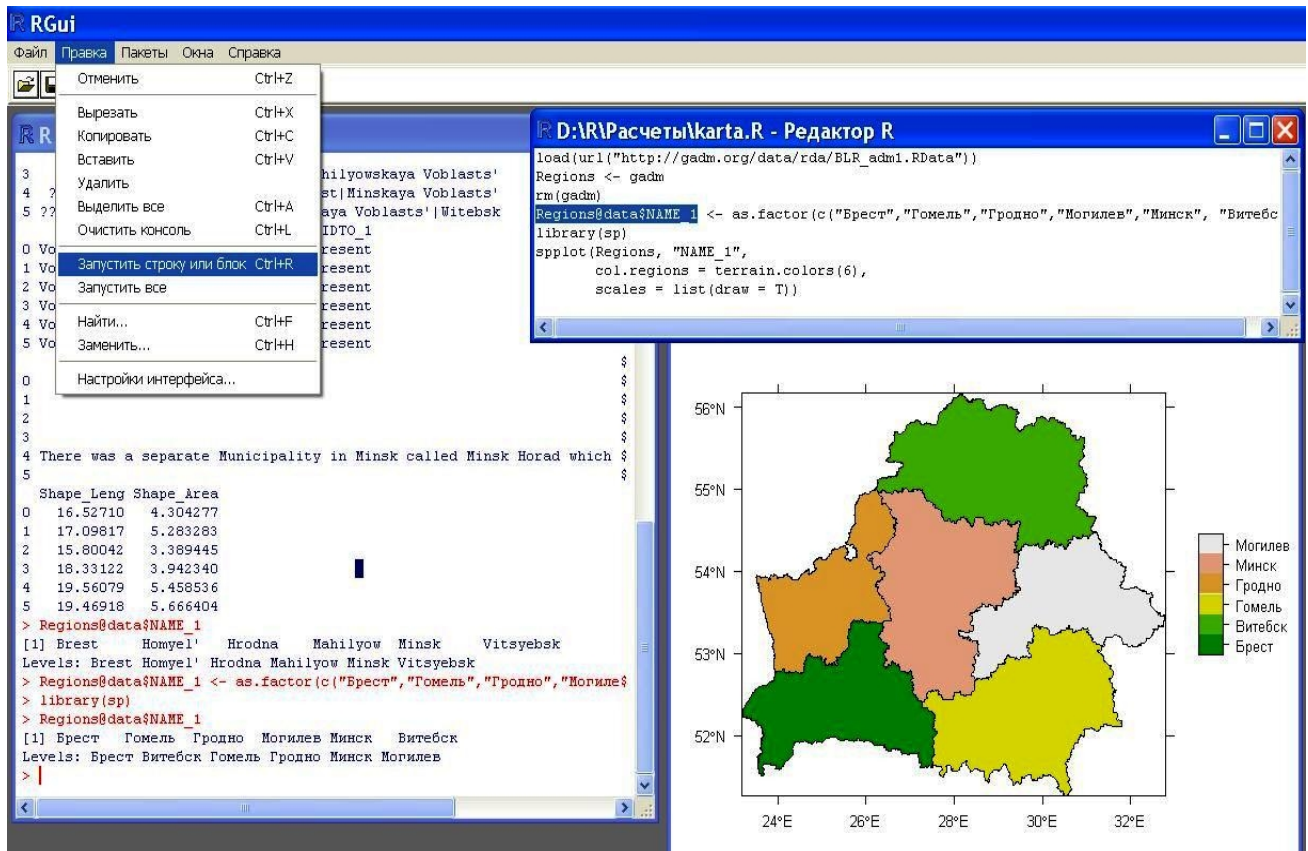 RGui
Файл Правка Пакеты Окна Справка
Отменить Ctrl+Z
Вырезать Ctrl+X
Копировать Ctrl+C
Вставить Ctrl+V
Удалить
Выделить все Ctrl+A
Очистить консоль Ctrl+L
Запустить строку или блок Ctrl+R
Запустить все
Найти... Ctrl+F
Заменить... Ctrl+H
Настройки интерфейса...
R
3 hilyowskaya Voblasts'
4 ? st|Minskaya Voblasts'
5 ?? aya Voblasts'|Witebsk
IDTO_1
0 Vo resent
1 Vo resent
2 Vo resent
3 Vo resent
4 Vo resent
5 Vo resent
$
0 $
1 $
2 $
3 $
4 There was a separate Municipality in Minsk called Minsk Horad which $
5 $
Shape_Leng Shape_Area
0 16.52710 4.304277
1 17.09817 5.283283
2 15.80042 3.389445
3 18.33122 3.942340
4 19.56079 5.458536
5 19.46918 5.666404
> Regions@data$NAME_1
[1] Brest Homyel' Hrodna Mahilyow Minsk Vitsyebsk
Levels: Brest Homyel' Hrodna Mahilyow Minsk Vitsyebsk
> Regions@data$NAME_1 <- as.factor(c("Брест","Гомель","Гродно","Могиле$
> library(sp)
> Regions@data$NAME_1
[1] Брест Гомель Гродно Могилев Минск Витебск
Levels: Брест Витебск Гомель Гродно Минск Могилев
>
D:\R\Расчеты\karta.R - Редактор R
load(url("http://gadm.org/data/rda/BLR_adm1.RData"))
Regions <- gadm
rm(gadm)
Regions@data$NAME_1 <- as.factor(c("Брест","Гомель","Гродно","Могилев","Минск", "Витебс
library(sp)
spplot(Regions, "NAME_1",
col.regions = terrain.colors(6),
scales = list(draw = T))
56°N
55°N
54°N
53°N
52°N
24°E 26°E 28°E 30°E 32°E
Могилев
Минск
Гродно
Гомель
Витебск
Брест